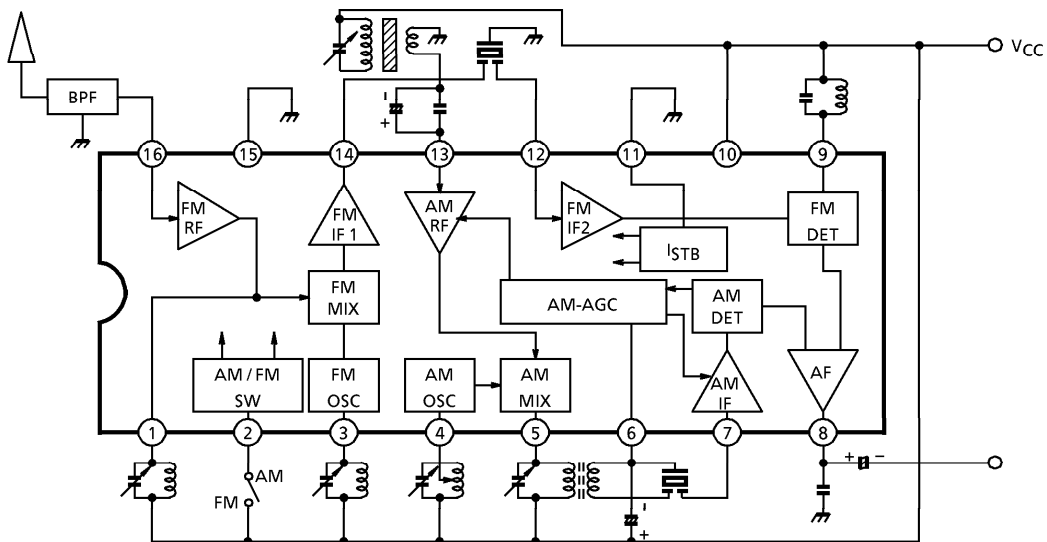 VCC
BPF
16
15
14
13
12
11
10
9
FM
RF
FM
IF 1
AM
RF
FM
IF2
ISTB
FM
DET
FM
MIX
AM-AGC
AM
DET
AM / FM
SW
FM
OSC
AM
OSC
AM
MIX
AM
IF
AF
1
2
3
4
5
6
7
8
AM
FM
+
-
+ -
+